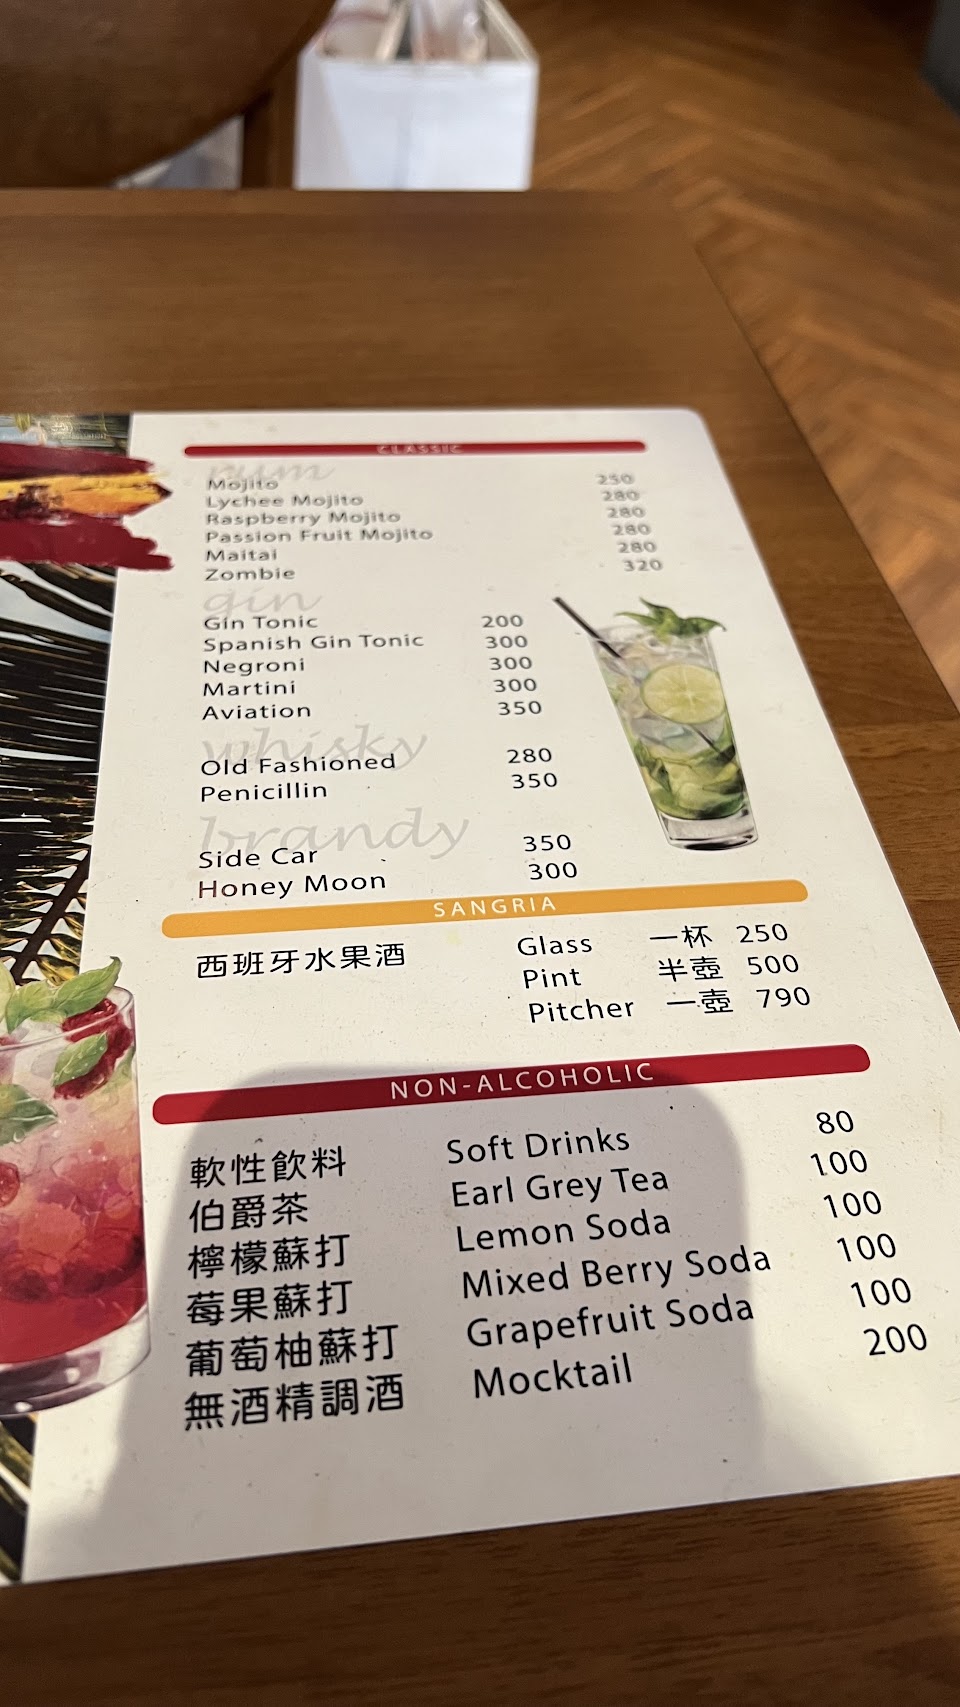 CLASSIC
rum
Mojito 250
Lychee Mojito 280
Raspberry Mojito 280
Passion Fruit Mojito 280
Maitai 280
Zombie 320
gin
Gin Tonic 200
Spanish Gin Tonic 300
Negroni 300
Martini 300
Aviation 350
whisky
Old Fashioned 280
Penicillin 350
brandy
Side Car 350
Honey Moon 300
SANGRIA
西班牙水果酒 Glass 一杯 250
Pint 半壺 500
Pitcher 一壺 790
NON-ALCOHOLIC
軟性飲料 Soft Drinks 80
伯爵茶 Earl Grey Tea 100
檸檬蘇打 Lemon Soda 100
莓果蘇打 Mixed Berry Soda 100
葡萄柚蘇打 Grapefruit Soda 100
無酒精調酒 Mocktail 200